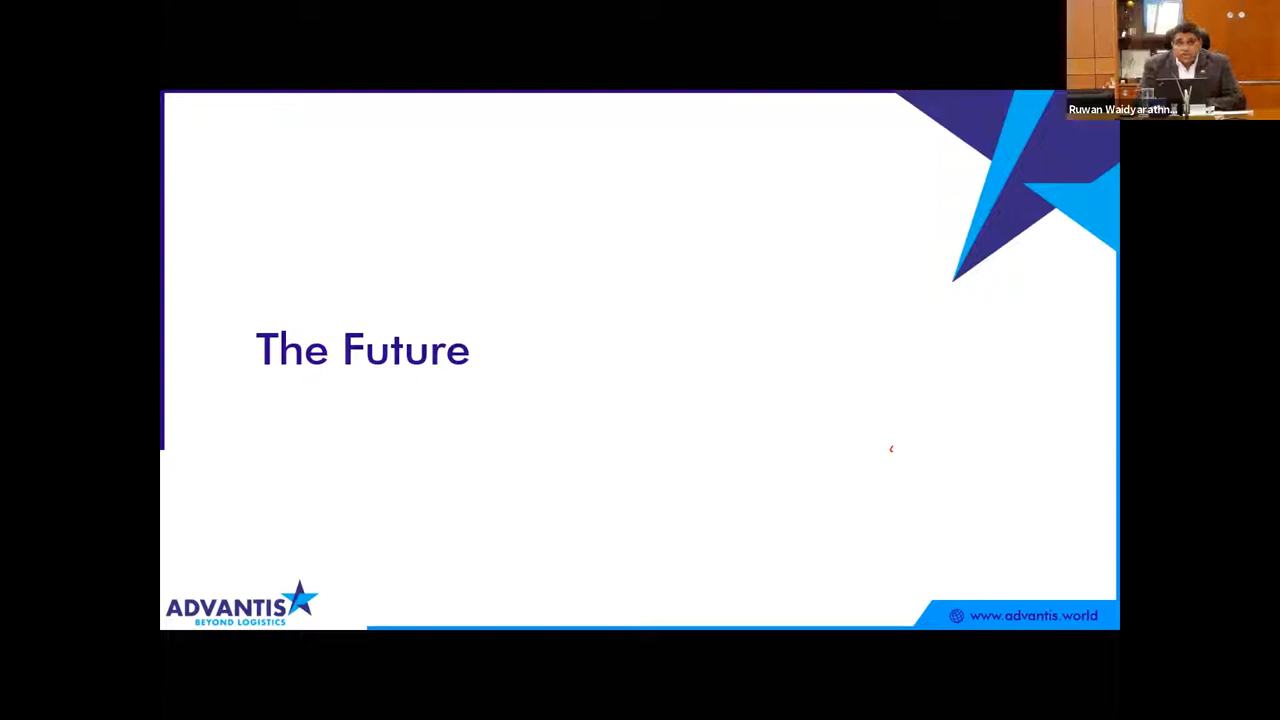 Ruwan Waidyarathn...
The Future
ADVANTIS
BEYOND LOGISTICS
www.advantis.world